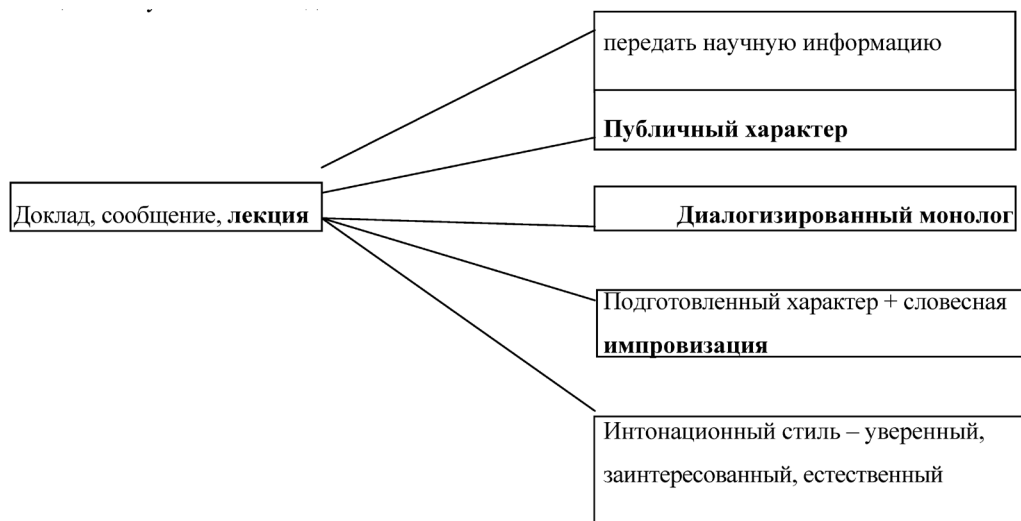 передать научную информацию
Публичный характер
Доклад, сообщение, лекция
Диалогизированный монолог
Подготовленный характер + словесная
импровизация
Интонационный стиль – уверенный,
заинтересованный, естественный